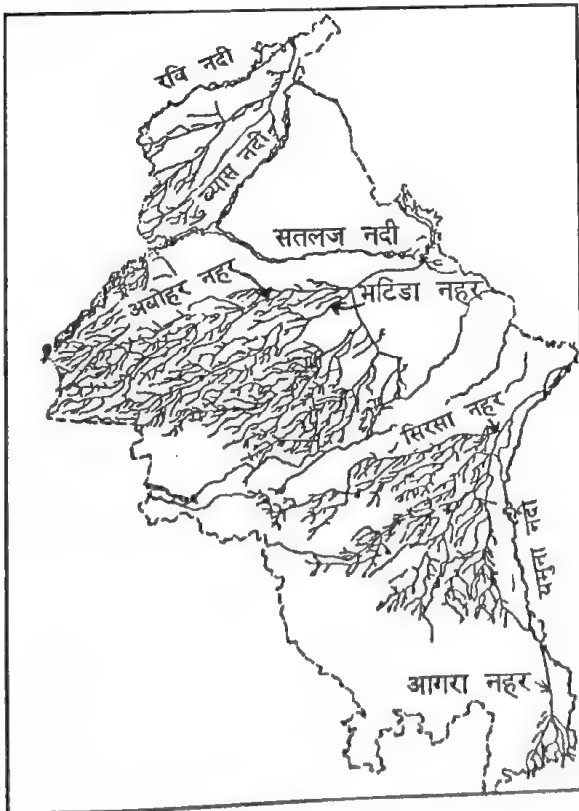 रवि नदी
ब्यास नदी
सतलज नदी
अबोहर नहर
भटिंडा नहर
सिरसा नहर
यमुना नदी
आगरा नहर